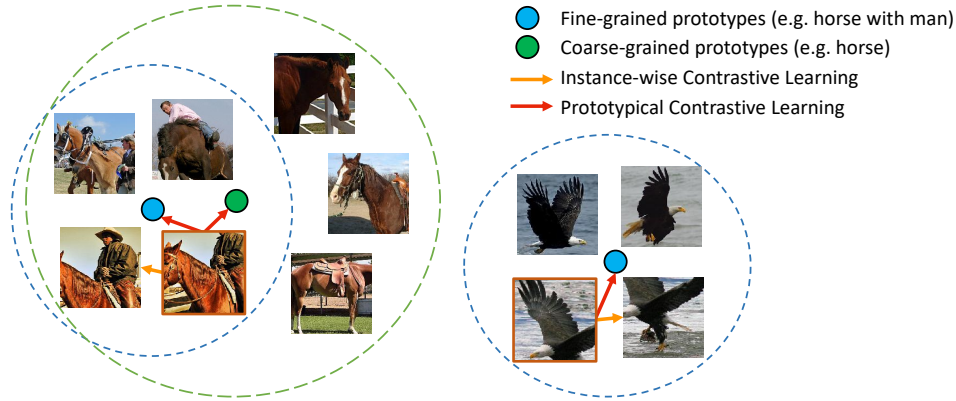 Fine-grained prototypes (e.g. horse with man)
Coarse-grained prototypes (e.g. horse)
Instance-wise Contrastive Learning
Prototypical Contrastive Learning